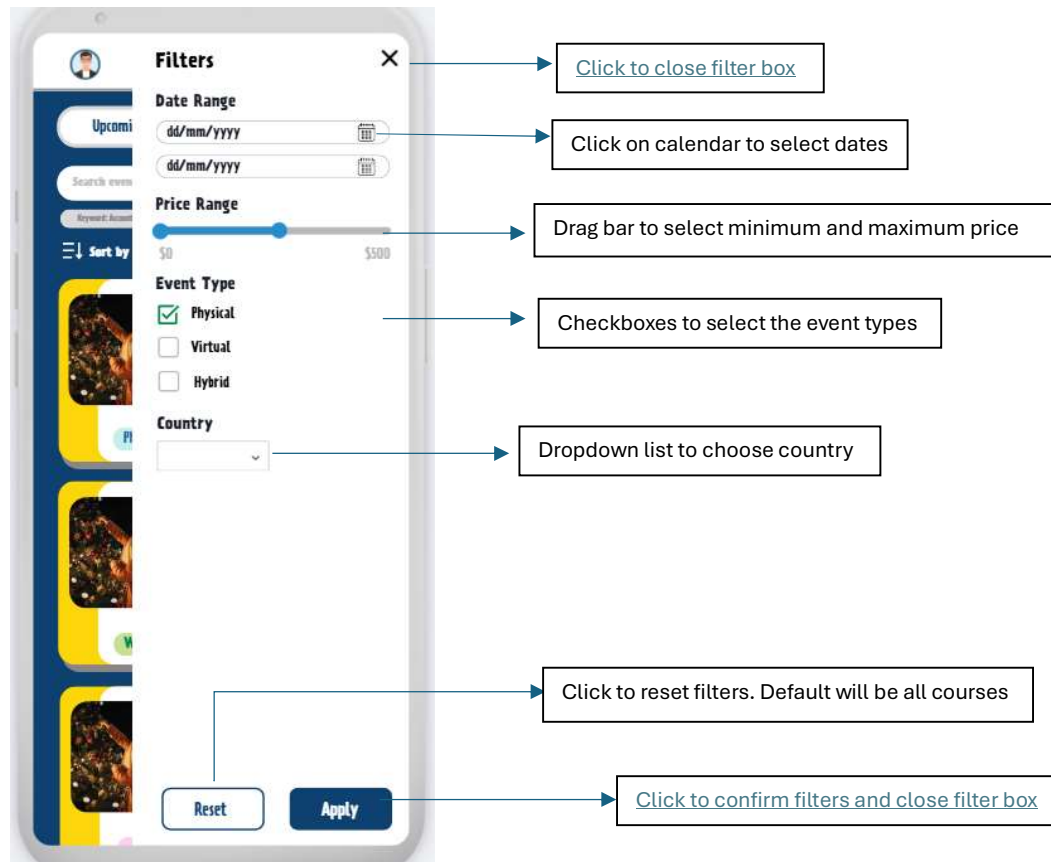 Filters
Click to close filter box
Date Range
Upcomi
dd/mm/yyyy
Click on calendar to select dates
dd/mm/yyyy
Search even
Price Range
Drag bar to select minimum and maximum price
Sort by
$0
$500
Event Type
Physical
Checkboxes to select the event types
Virtual
Hybrid
Country
Ph
Dropdown list to choose country
Click to reset filters. Default will be all courses
Reset
Apply
Click to confirm filters and close filter box